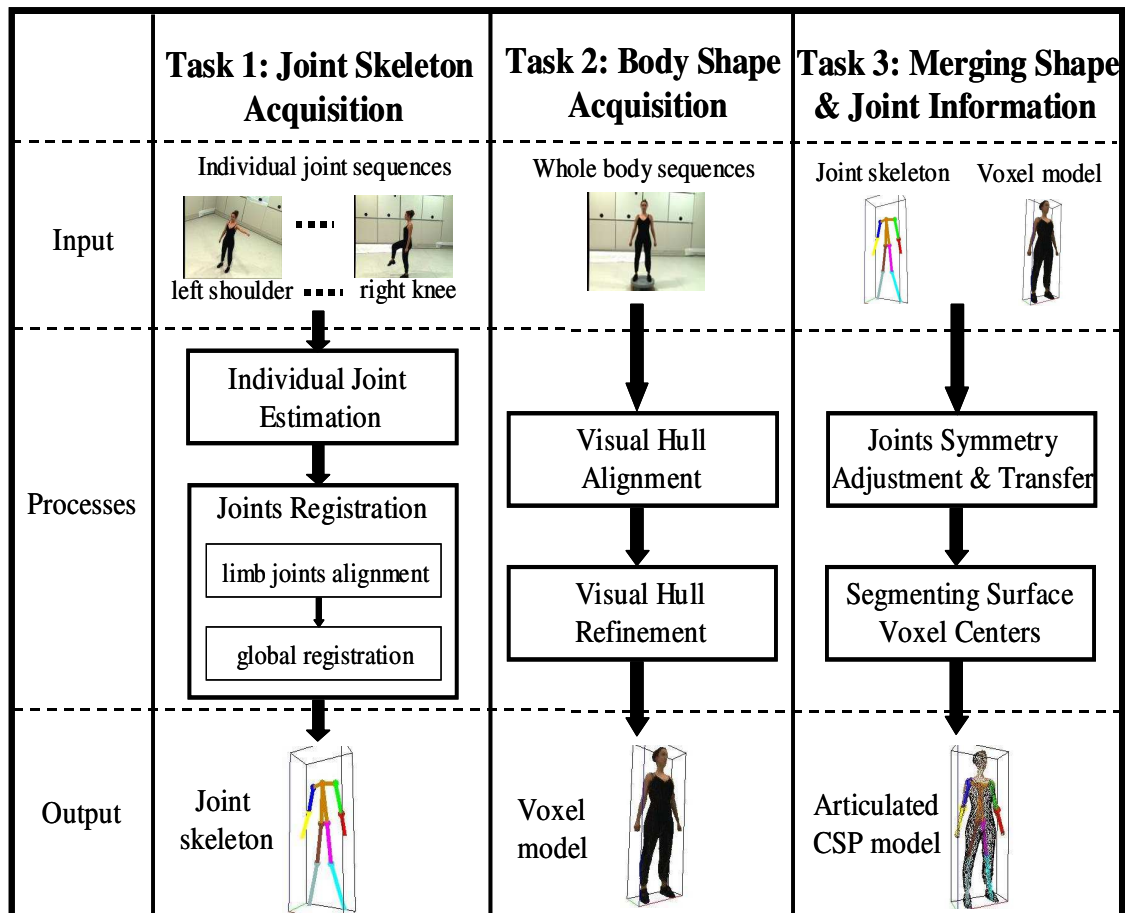 Task 1: Joint Skeleton
Acquisition
Task 2: Body Shape
Acquisition
Task 3: Merging Shape
& Joint Information
Input
Individual joint sequences
left shoulder
right knee
Whole body sequences
Joint skeleton
Voxel model
Processes
Individual Joint
Estimation
Joints Registration
limb joints alignment
global registration
Visual Hull
Alignment
Visual Hull
Refinement
Joints Symmetry
Adjustment & Transfer
Segmenting Surface
Voxel Centers
Output
Joint
skeleton
Voxel
model
Articulated
CSP model